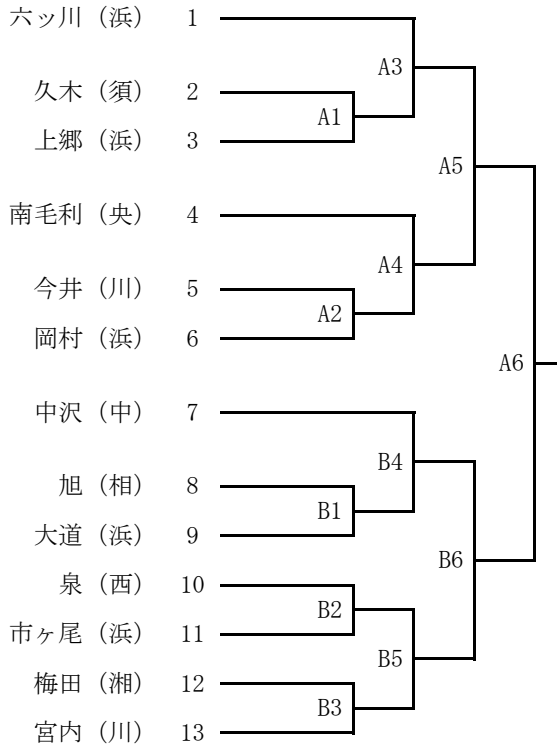 六ッ川（浜） 1
A3
久木（須） 2
A1
上郷（浜） 3
A5
南毛利（央） 4
A4
今井（川） 5
A2
岡村（浜） 6
A6
中沢（中） 7
B4
旭（相） 8
B1
大道（浜） 9
B6
泉（西） 10
B2
市ヶ尾（浜） 11
B5
梅田（湘） 12
B3
宮内（川） 13